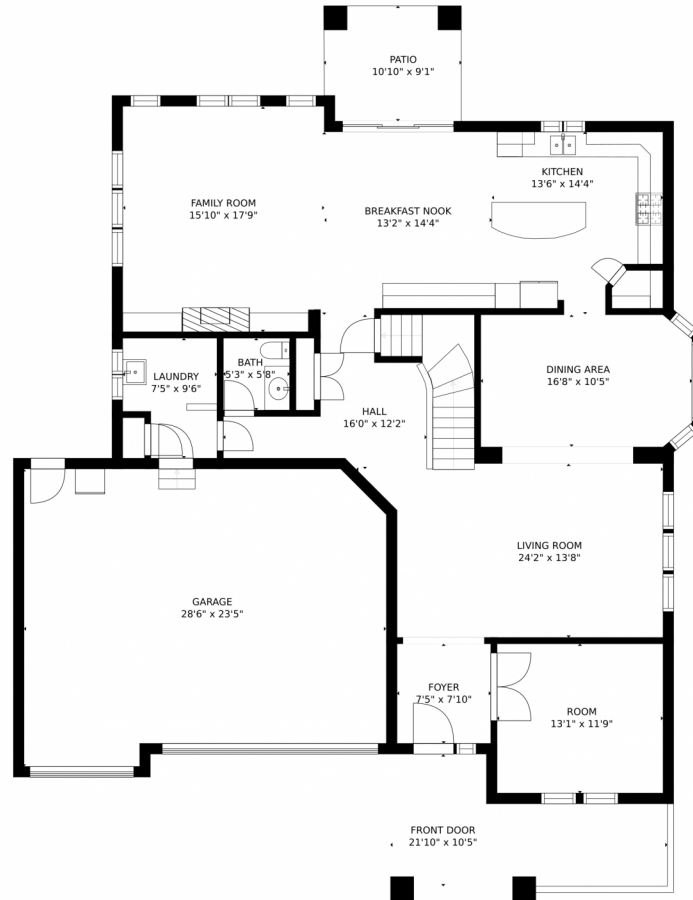 PATIO
10'10" x 9'1"
KITCHEN
13'6" x 14'4"
FAMILY ROOM
15'10" x 17'9"
BREAKFAST NOOK
13'2" x 14'4"
BATH
5'3" x 5'8"
LAUNDRY
7'5" x 9'6"
DINING AREA
16'8" x 10'5"
HALL
16'0" x 12'2"
LIVING ROOM
24'2" x 13'8"
GARAGE
28'6" x 23'5"
FOYER
7'5" x 7'10"
ROOM
13'1" x 11'9"
FRONT DOOR
21'10" x 10'5"